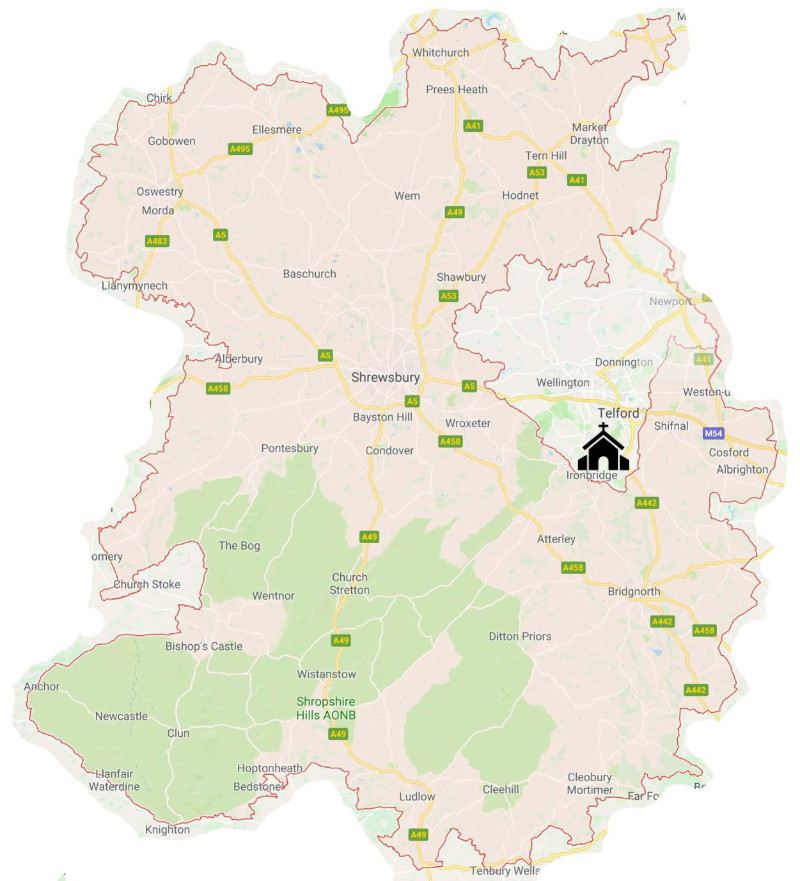 M
Whitchurch
Prees Heath
Chirk
A495
Ellesmere
A41
Market
Drayton
Gobowen
A495
Tern Hill
A53
A41
Oswestry
Wem
Hodnet
Morda
A49
A483
A5
Baschurch
Shawbury
Llanymynech
A53
Newport
Alderbury
A5
Donnington
A41
Shrewsbury
Wellington
A458
A5
Weston-u
A5
Bayston Hill
Wroxeter
Telford
Shifnal
M54
A458
Pontesbury
Condover
Cosford
Albrighton
Ironbridge
A442
A49
Atterley
omery
The Bog
A458
Church Stoke
Church
Stretton
Wentnor
Bridgnorth
A442
A458
A49
Ditton Priors
Bishop's Castle
Wistanstow
Anchor
A442
Shropshire
Hills AONB
Newcastle
Clun
A49
Llanfair
Waterdine
Hoptonheath
Bedstone
Cleobury
Mortimer
Ludlow
Cleehill
Far Fo
Knighton
A49
Tenbury Wells